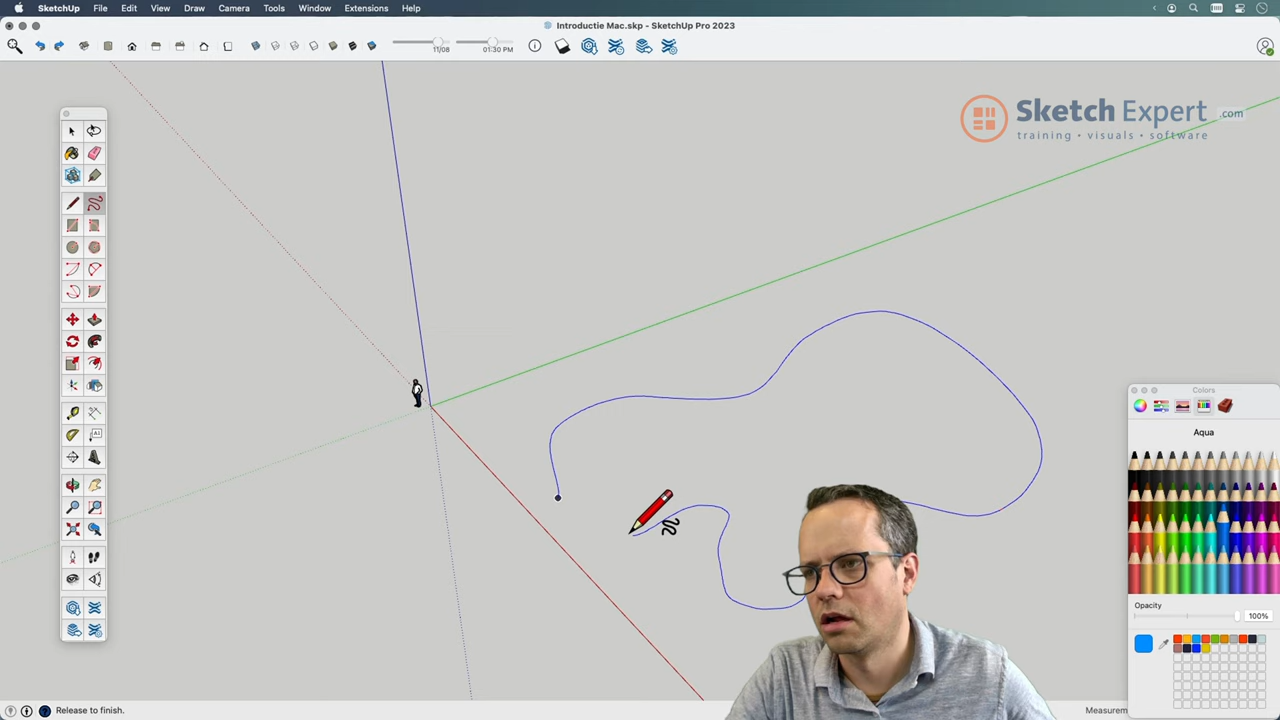 SketchUp File Edit View Draw Camera Tools Window Extensions Help
Introductie Mac.skp - SketchUp Pro 2023
11/08 01:30 PM
Sketch Expert .com
training • visuals • software
A1
Colors
Aqua
Opacity
100%
Release to finish.
Measurem